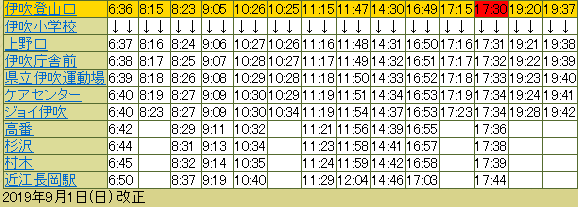 伊吹登山口 6:36 8:15 8:23 9:05 10:26 10:25 11:15 11:47 14:30 16:49 17:15 17:30 19:20 19:37
伊吹小学校 ↓ ↓ ↓ ↓ ↓ ↓ ↓ ↓ ↓ ↓ ↓ ↓ ↓ ↓
上野口 6:37 8:16 8:24 9:06 10:27 10:26 11:16 11:48 14:31 16:50 17:16 17:31 19:21 19:38
伊吹庁舎前 6:38 8:17 8:25 9:07 10:28 10:27 11:17 11:49 14:32 16:51 17:17 17:32 19:22 19:39
県立伊吹運動場 6:39 8:18 8:26 9:08 10:29 10:28 11:18 11:50 14:33 16:52 17:18 17:33 19:23 19:40
ケアセンター 6:40 8:19 8:27 9:09 10:30 10:29 11:19 11:51 14:34 16:53 17:19 17:34 19:24 19:41
ジョイ伊吹 6:40 8:23 8:27 9:09 10:30 10:34 11:19 11:54 14:37 16:53 17:23 17:34 19:28 19:42
高番 6:42 8:29 9:11 10:32 11:21 11:56 14:39 16:55 17:36
杉沢 6:44 8:31 9:13 10:34 11:23 11:58 14:41 16:57 17:38
村木 6:45 8:32 9:14 10:35 11:24 11:59 14:42 16:58 17:39
近江長岡駅 6:50 8:37 9:19 10:40 11:29 12:04 14:46 17:03 17:44
2019年9月1日(日) 改正